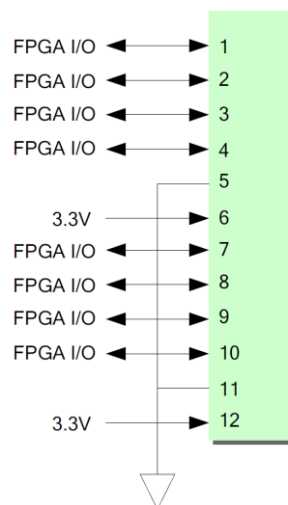 FPGA I/O 1
FPGA I/O 2
FPGA I/O 3
FPGA I/O 4
5
3.3V 6
FPGA I/O 7
FPGA I/O 8
FPGA I/O 9
FPGA I/O 10
11
3.3V 12